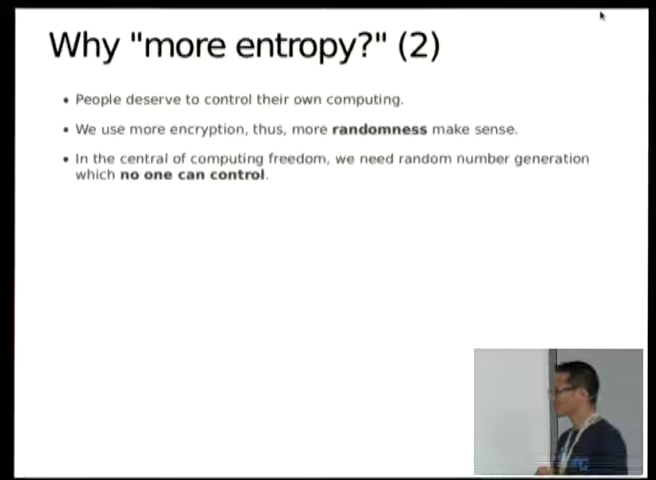 Why "more entropy?" (2)
• People deserve to control their own computing.
• We use more encryption, thus, more randomness make sense.
• In the central of computing freedom, we need random number generation
which no one can control.